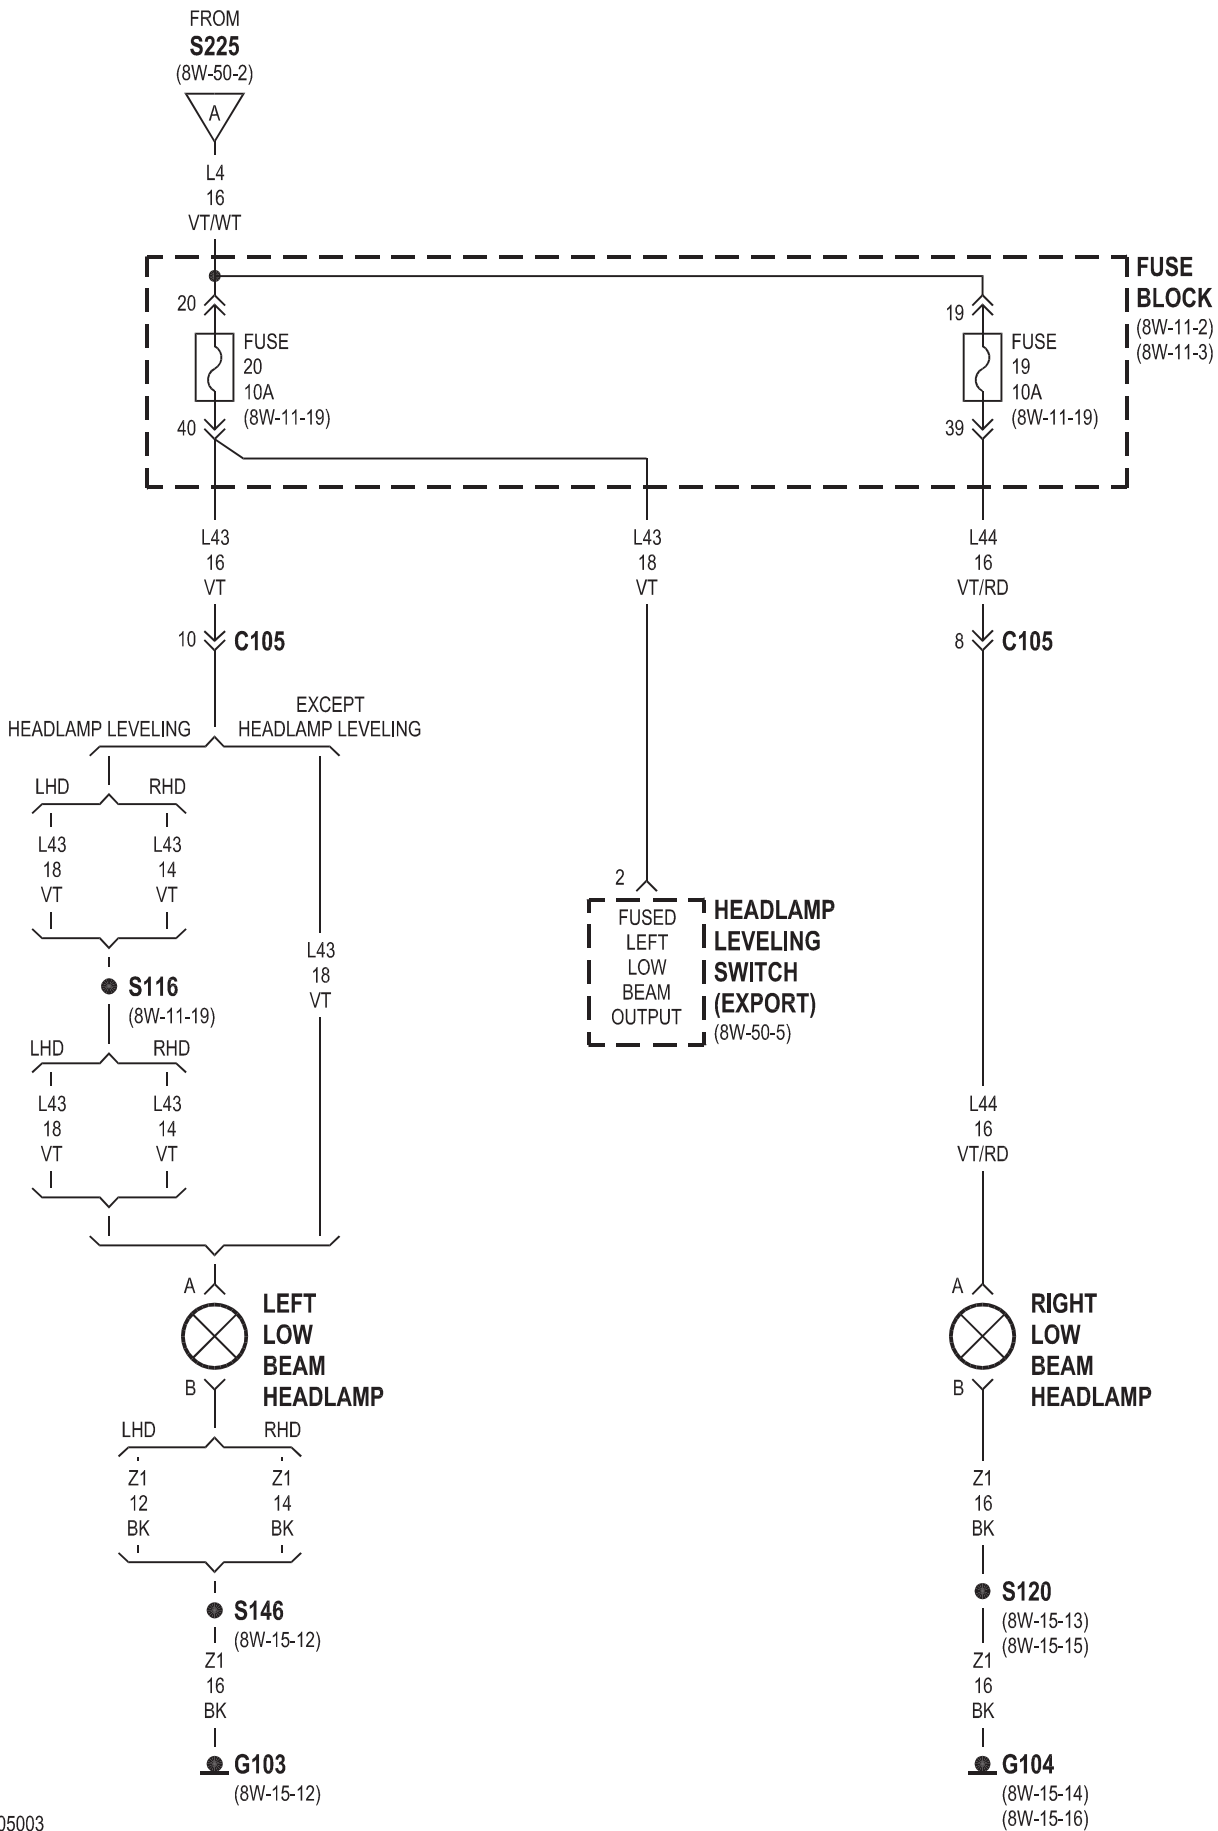 FROM
S225
(8W-50-2)
A
L4
16
VT/WT
FUSE
BLOCK
(8W-11-2)
(8W-11-3)
20
FUSE
20
10A
(8W-11-19)
40
19
FUSE
19
10A
(8W-11-19)
39
L43
16
VT
L43
18
VT
L44
16
VT/RD
10
C105
8
C105
HEADLAMP LEVELING
EXCEPT
HEADLAMP LEVELING
LHD
RHD
L43
18
VT
L43
14
VT
L43
18
VT
S116
(8W-11-19)
LHD
RHD
L43
18
VT
L43
14
VT
2
FUSED
LEFT
LOW
BEAM
OUTPUT
HEADLAMP
LEVELING
SWITCH
(EXPORT)
(8W-50-5)
L44
16
VT/RD
A
LEFT
LOW
BEAM
HEADLAMP
B
A
RIGHT
LOW
BEAM
HEADLAMP
B
LHD
RHD
Z1
12
BK
Z1
14
BK
Z1
16
BK
S146
(8W-15-12)
S120
(8W-15-13)
(8W-15-15)
Z1
16
BK
Z1
16
BK
G103
(8W-15-12)
G104
(8W-15-14)
(8W-15-16)
05003